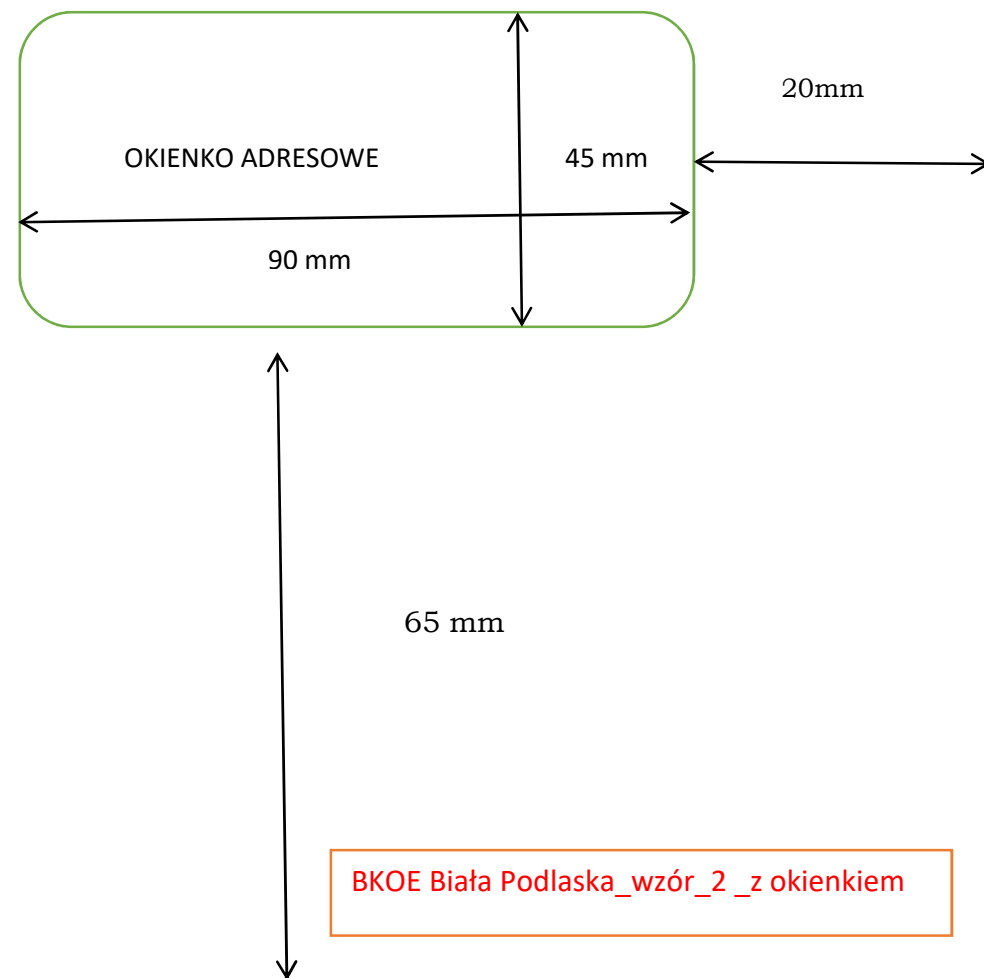 20mm
OKIENKO ADRESOWE
45 mm
90 mm
65 mm
BKOE Biała Podlaska_wzór_2 _z okienkiem